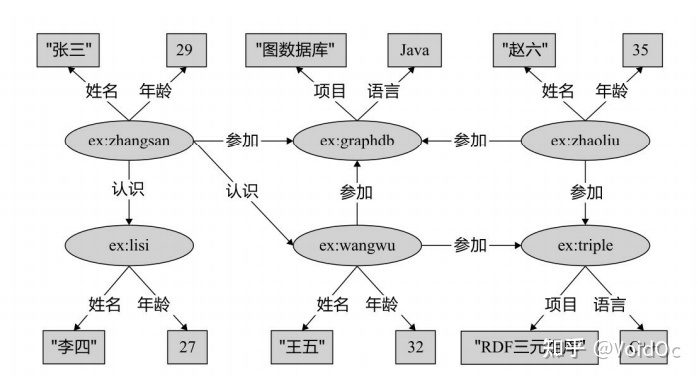 "张三" 29 "图数据库" Java "赵六" 35
姓名 年龄 项目 语言 姓名 年龄
ex:zhangsan 参加 ex:graphdb 参加 ex:zhaoliu
认识 认识 参加 参加
ex:lisi ex:wangwu 参加 ex:triple
姓名 年龄 姓名 年龄 项目 语言
"李四" 27 "王五" 32 "RDF三元组库"
知乎 @VoidOc